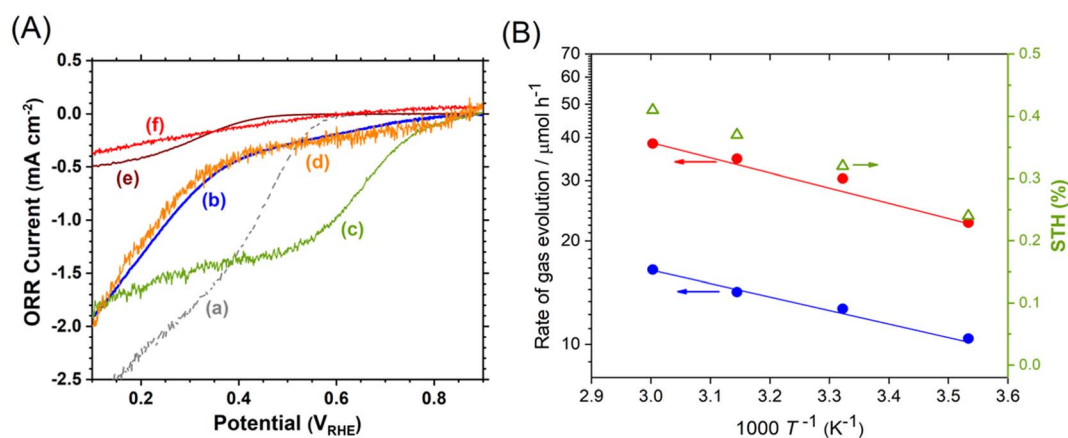 (A)
0.5
0.0
-0.5
-1.0
-1.5
-2.0
-2.5
ORR Current (mA cm-2)
(f)
(e)
(b)
(d)
(c)
(a)
0.2 0.4 0.6 0.8
Potential (VRHE)
(B)
70
60
50
40
30
20
10
Rate of gas evolution / μmol h-1
0.5
0.4
0.3
0.2
0.1
0.0
STH (%)
2.9 3.0 3.1 3.2 3.3 3.4 3.5 3.6
1000 T-1 (K-1)